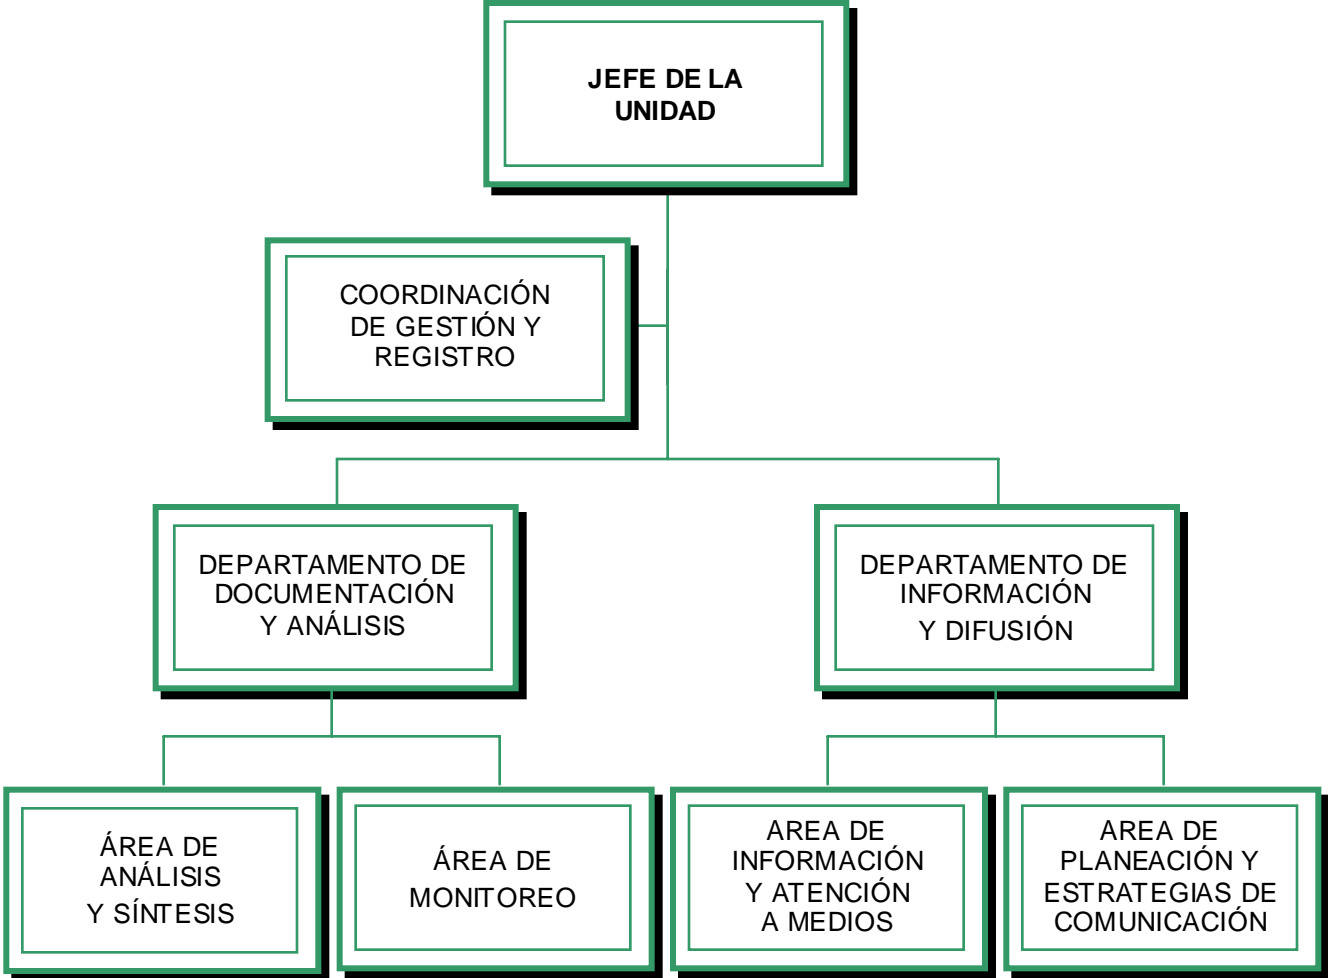 JEFE DE LA
UNIDAD
COORDINACIÓN
DE GESTIÓN Y
REGISTRO
DEPARTAMENTO DE
DOCUMENTACIÓN
Y ANÁLISIS
DEPARTAMENTO DE
INFORMACIÓN
Y DIFUSIÓN
ÁREA DE
ANÁLISIS
Y SÍNTESIS
ÁREA DE
MONITOREO
AREA DE
INFORMACIÓN
Y ATENCIÓN
A MEDIOS
AREA DE
PLANEACIÓN Y
ESTRATEGIAS DE
COMUNICACIÓN